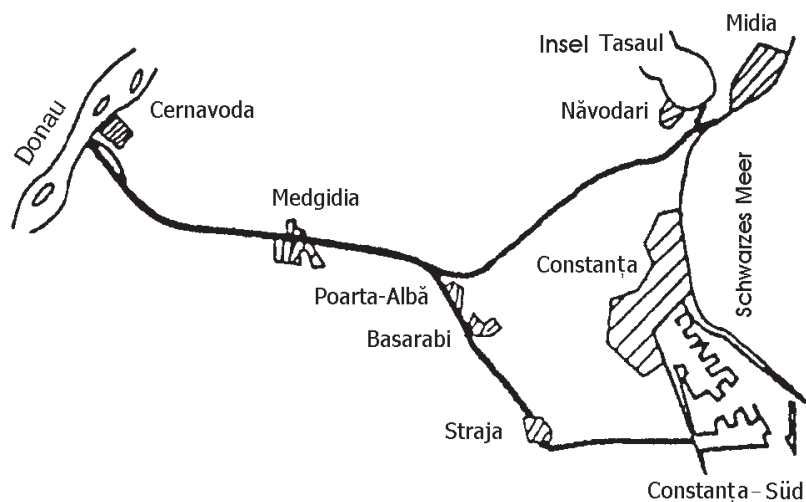 Midia
Insel Tasaul
Năvodari
Cernavoda
Donau
Medgidia
Schwarzes Meer
Constanța
Poarta-Albă
Basarabi
Straja
Constanța-Süd